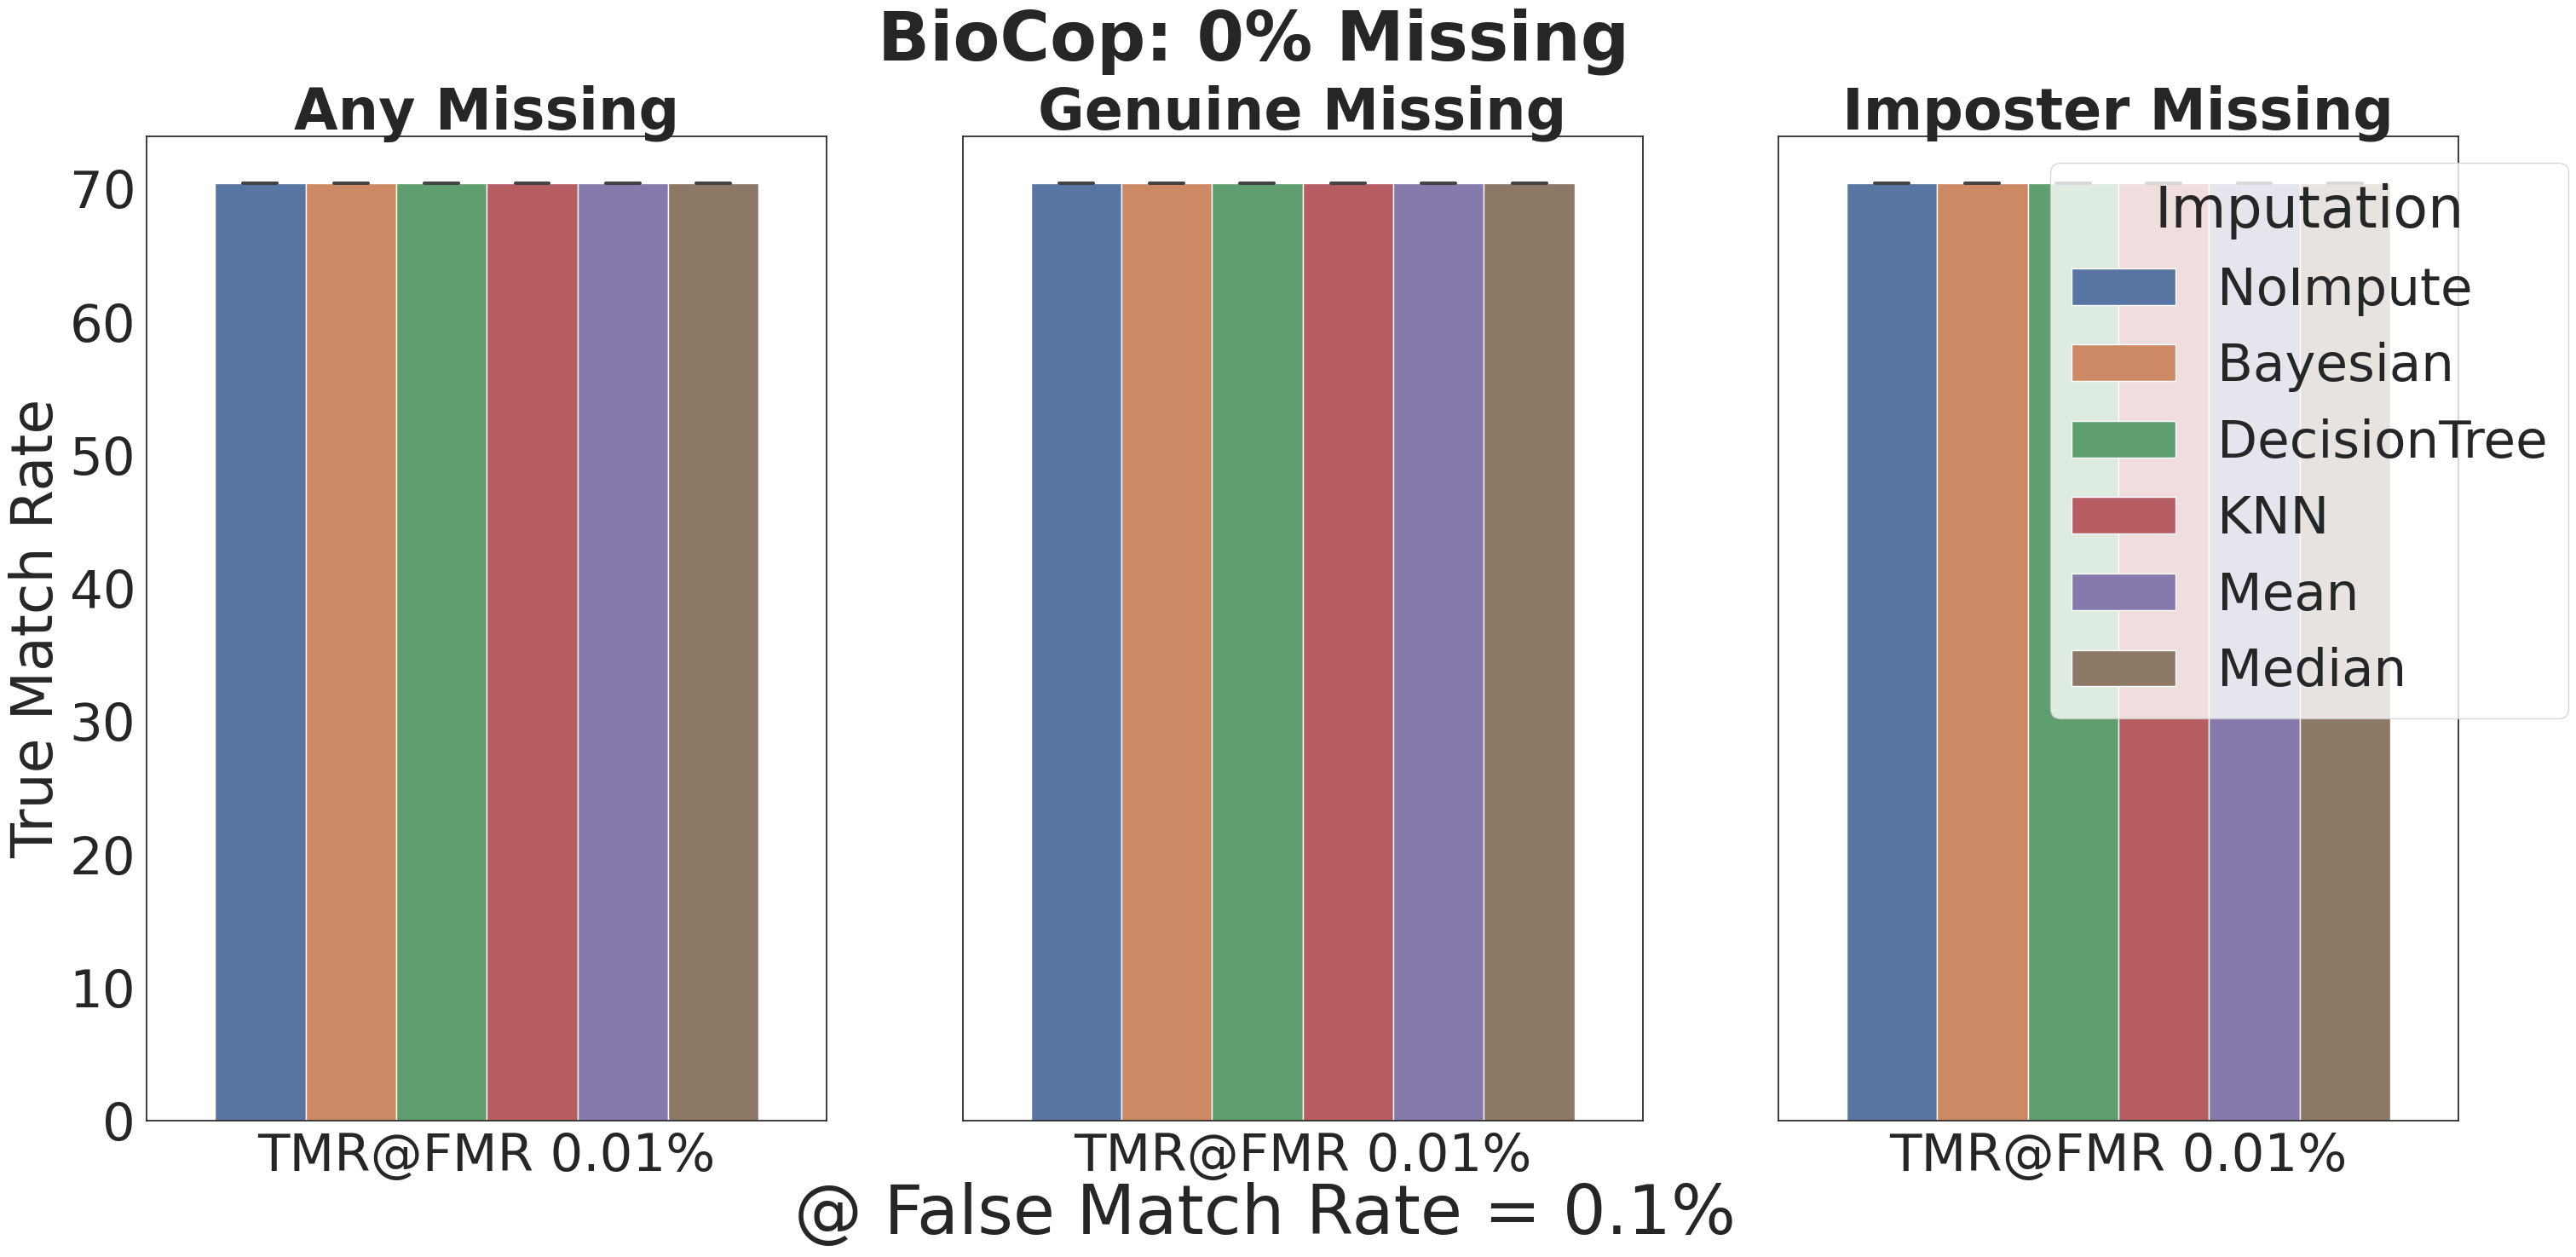 BioCop: 0% Missing
Any Missing
Genuine Missing
Imposter Missing
True Match Rate
70
60
50
40
30
20
10
0
Imputation
NoImpute
Bayesian
DecisionTree
KNN
Mean
Median
TMR@FMR 0.01%
TMR@FMR 0.01%
TMR@FMR 0.01%
@ False Match Rate = 0.1%